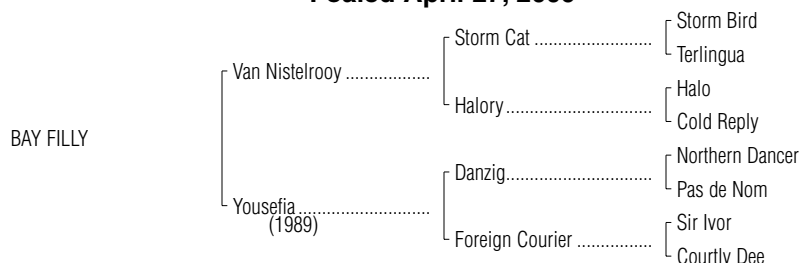 Foaled April 27,
Storm Bird
Storm Cat ..............................
Terlingua
Van Nistelrooy .....................
Halo
Halory.....................................
Cold Reply
BAY FILLY
Northern Dancer
Danzig.....................................
Pas de Nom
Yousefia ................................
(1989)
Sir Ivor
Foreign Courier ...................
Courtly Dee